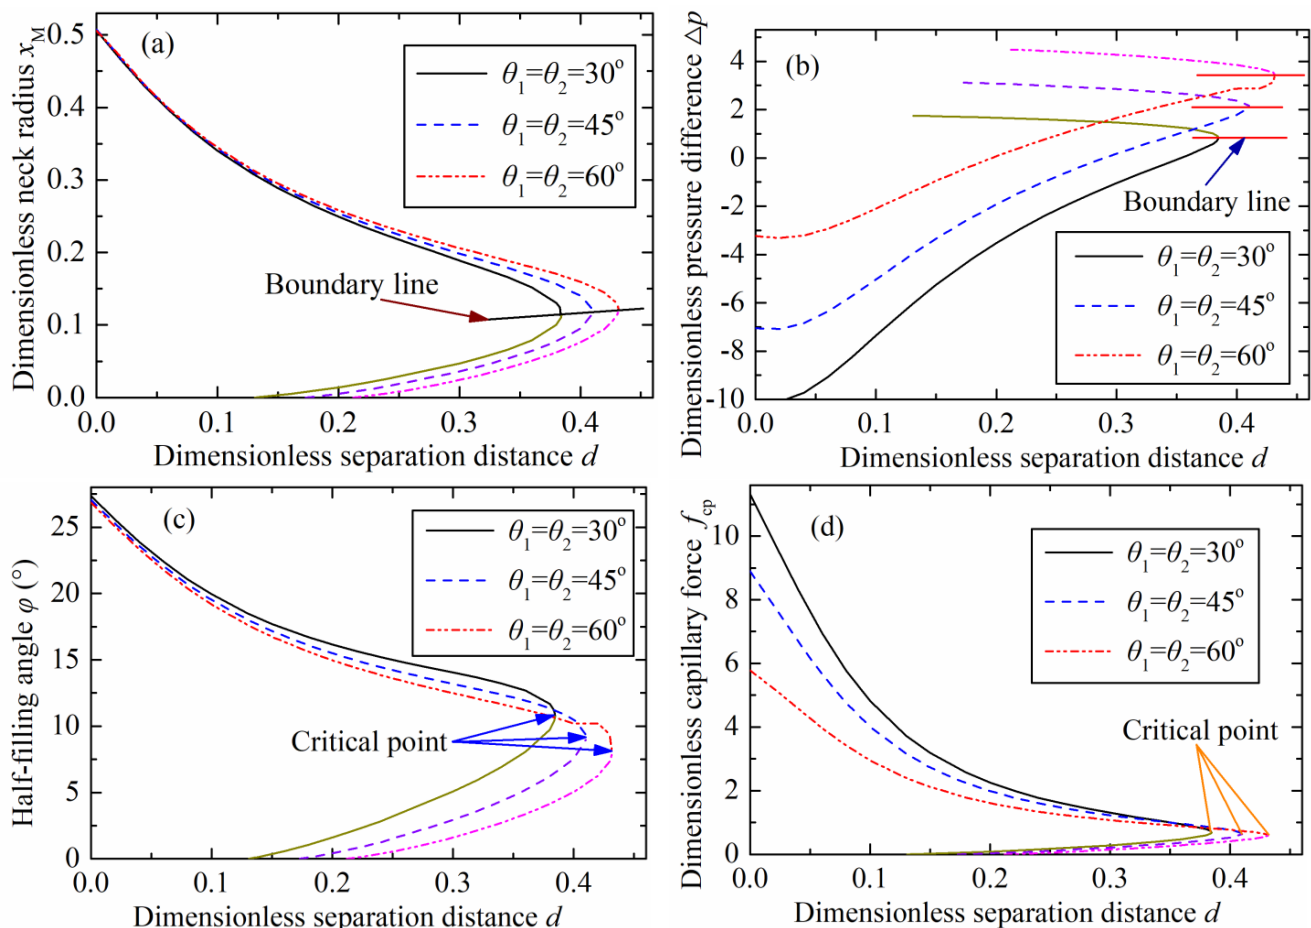 (a)
Dimensionless neck radius x_M
0.5
0.4
0.3
0.2
0.1
0.0
θ₁=θ₂=30°
θ₁=θ₂=45°
θ₁=θ₂=60°
Boundary line
0.0 0.1 0.2 0.3 0.4
Dimensionless separation distance d
(b)
Dimensionless pressure difference △p
4
2
0
-2
-4
-6
-8
-10
Boundary line
θ₁=θ₂=30°
θ₁=θ₂=45°
θ₁=θ₂=60°
0.0 0.1 0.2 0.3 0.4
Dimensionless separation distance d
(c)
Half-filling angle φ (°)
25
20
15
10
5
0
θ₁=θ₂=30°
θ₁=θ₂=45°
θ₁=θ₂=60°
Critical point
0.0 0.1 0.2 0.3 0.4
Dimensionless separation distance d
(d)
Dimensionless capillary force f_cp
10
8
6
4
2
0
θ₁=θ₂=30°
θ₁=θ₂=45°
θ₁=θ₂=60°
Critical point
0.0 0.1 0.2 0.3 0.4
Dimensionless separation distance d